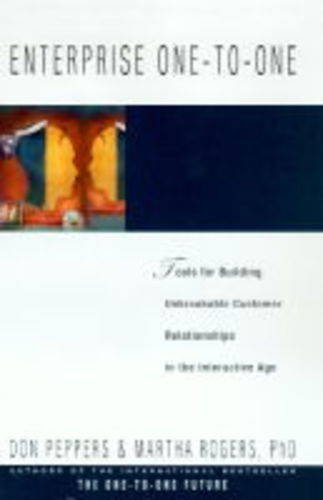 ENTERPRISE ONE-TO-ONE
Tools for Building
Unbreakable Customer
Relationships
in the Interactive Age
DON PEPPERS & MARTHA ROGERS, PhD
AUTHORS OF THE INTERNATIONAL BESTSELLER
THE ONE-TO-ONE FUTURE